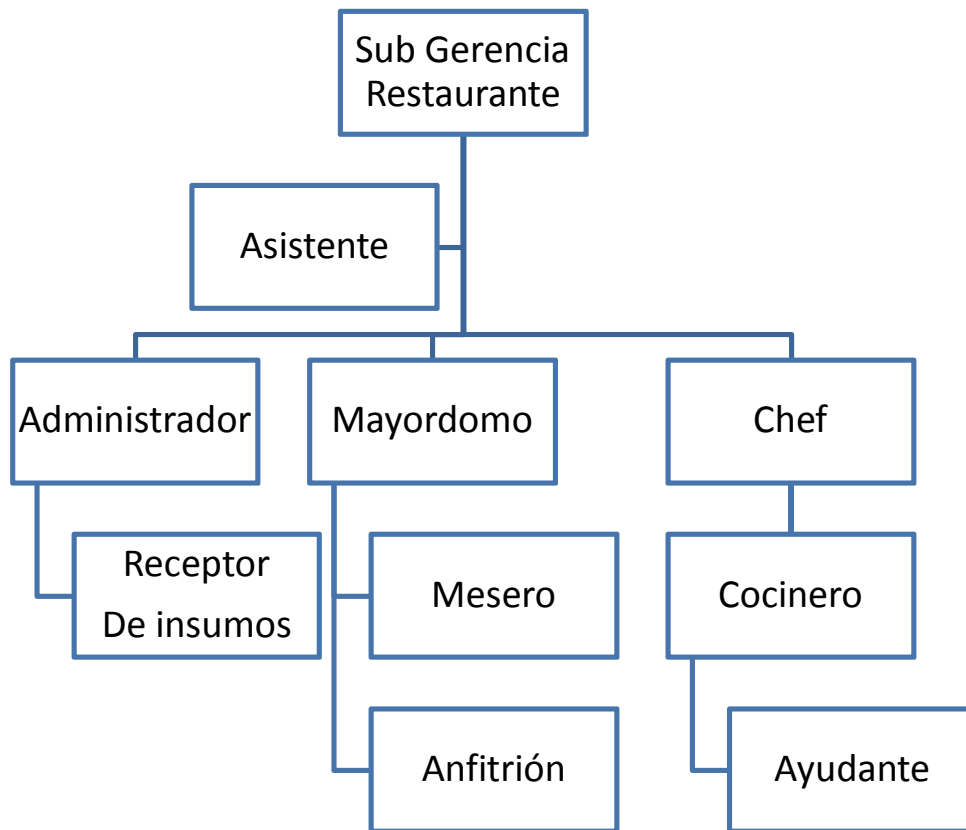 Sub Gerencia
Restaurante
Asistente
Administrador
Mayordomo
Chef
Receptor
De insumos
Mesero
Cocinero
Anfitrión
Ayudante